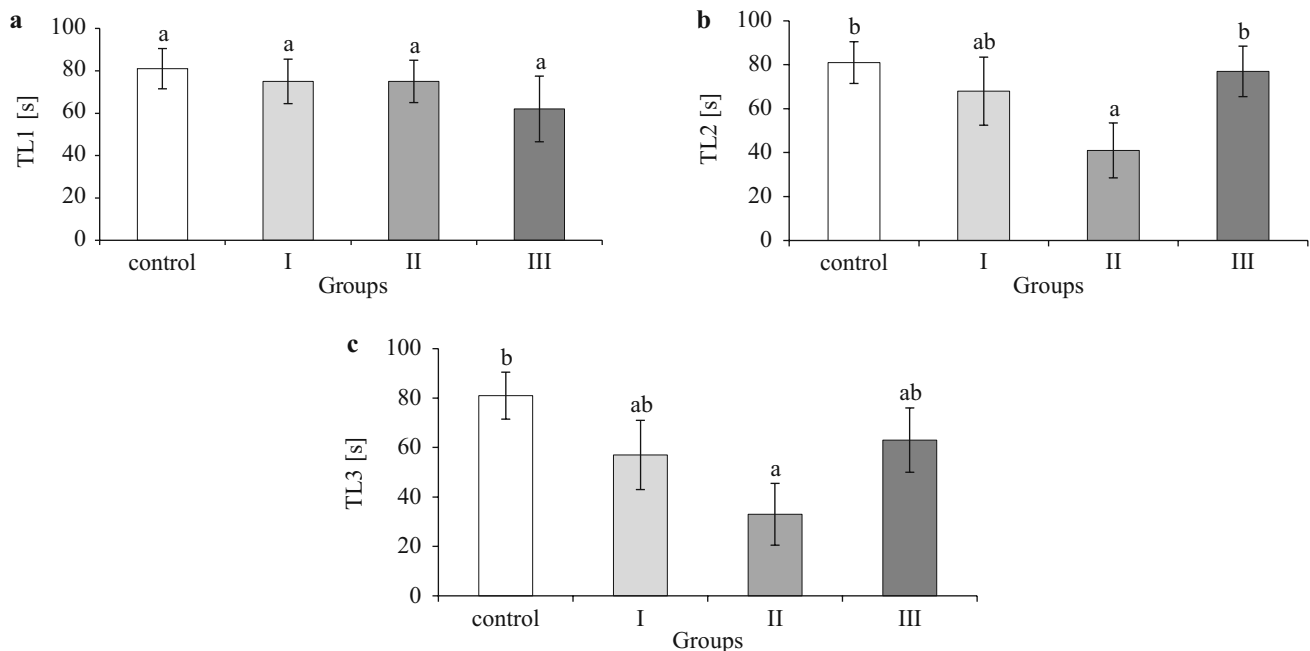 a
100
80
60
40
20
0
TL1 [s]
a
a
a
a
control
I
II
III
Groups
b
100
80
60
40
20
0
TL2 [s]
b
ab
a
b
control
I
II
III
Groups
c
100
80
60
40
20
0
TL3 [s]
b
ab
a
ab
control
I
II
III
Groups